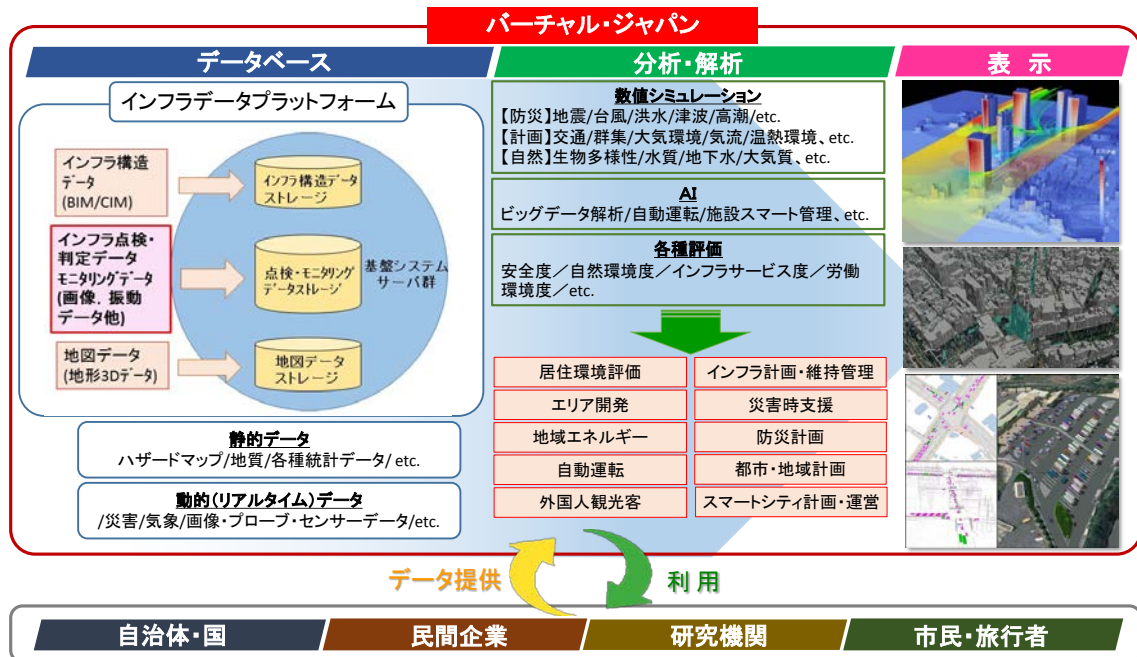 バーチャル・ジャパン
データベース
分析・解析
表 示
インフラデータプラットフォーム
インフラ構造
データ
(BIM/CIM)
インフラ構造データ
ストレージ
インフラ点検・
判定データ
モニタリングデータ
(画像，振動
データ他)
点検・モニタリング
データストレージ
基盤システム
サーバ群
地図データ
(地形3Dデータ)
地図データ
ストレージ
静的データ
ハザードマップ/地質/各種統計データ/ etc.
動的(リアルタイム)データ
/災害/気象/画像・プローブ・センサーデータ/etc.
数値シミュレーション
【防災】地震/台風/洪水/津波/高潮/etc.
【計画】交通/群集/大気環境/気流/温熱環境、etc.
【自然】生物多様性/水質/地下水/大気質、etc.
AI
ビッグデータ解析/自動運転/施設スマート管理、etc.
各種評価
安全度／自然環境度／インフラサービス度／労働
環境度／etc.
居住環境評価
インフラ計画・維持管理
エリア開発
災害時支援
地域エネルギー
防災計画
自動運転
都市・地域計画
外国人観光客
スマートシティ計画・運営
データ提供
利 用
自治体・国
民間企業
研究機関
市民・旅行者